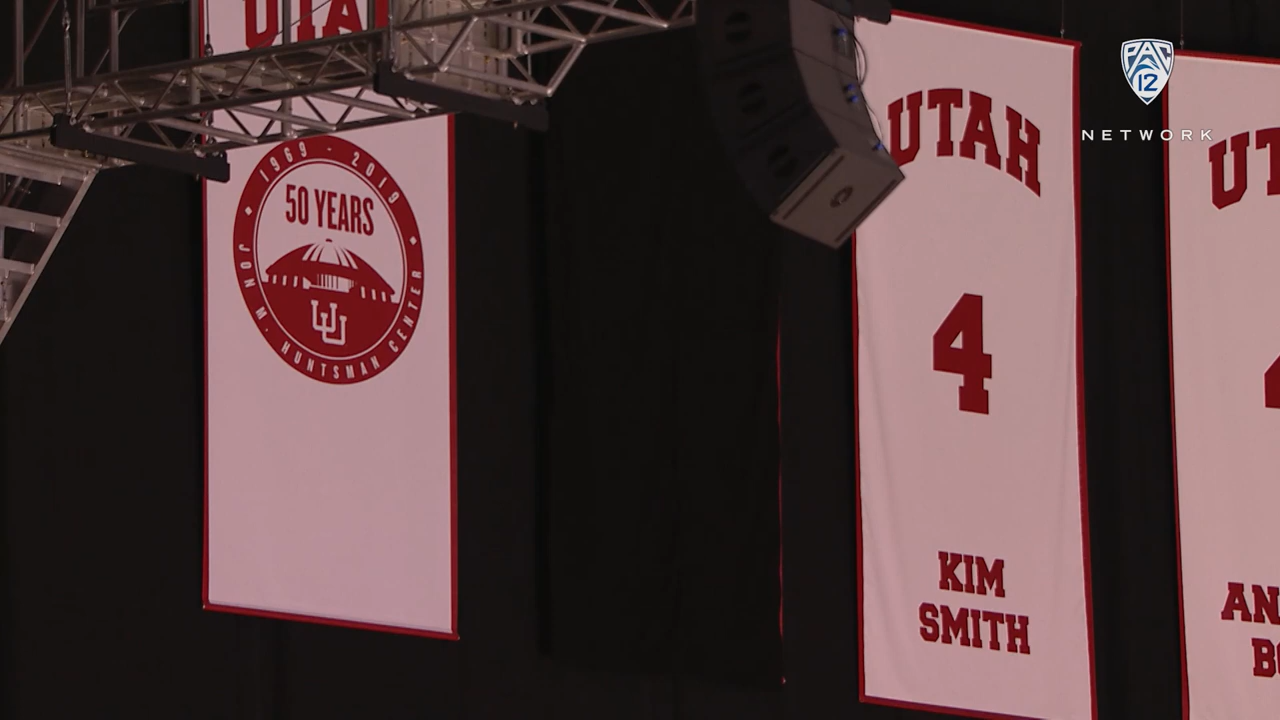 UTAH
1969 - 2019
50 YEARS
JON M. HUNTSMAN CENTER
UTAH
4
KIM
SMITH
PAC
12
NETWORK